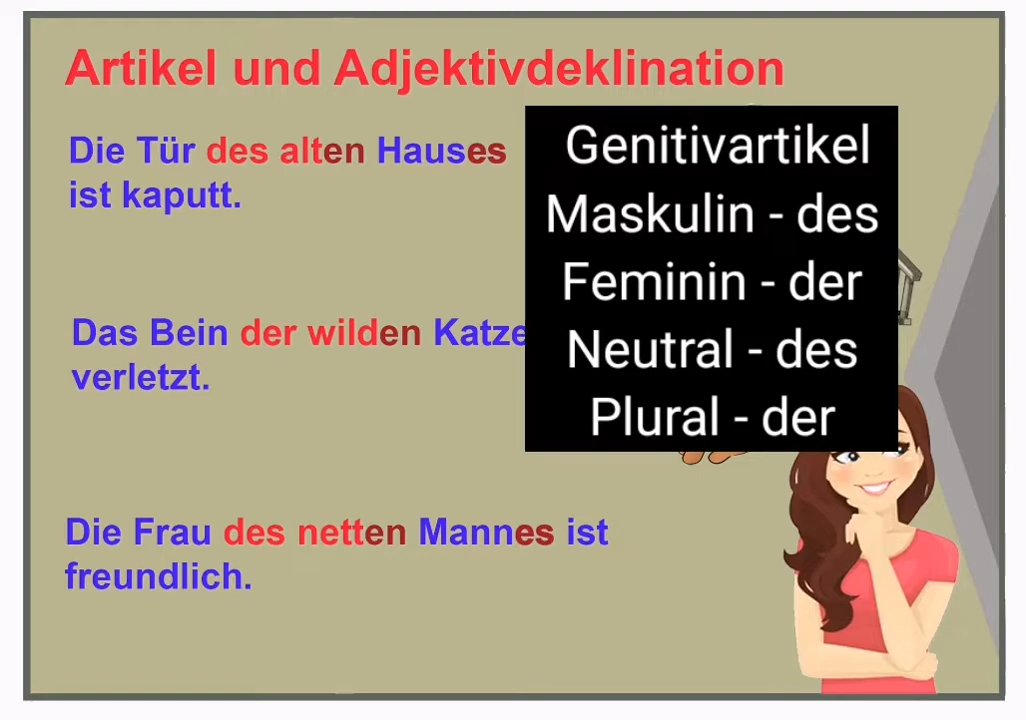 Artikel und Adjektivdeklination
Die Tür des alten Hauses
ist kaputt.
Das Bein der wilden Katze
verletzt.
Die Frau des netten Mannes ist
freundlich.
Genitivartikel
Maskulin - des
Feminin - der
Neutral - des
Plural - der